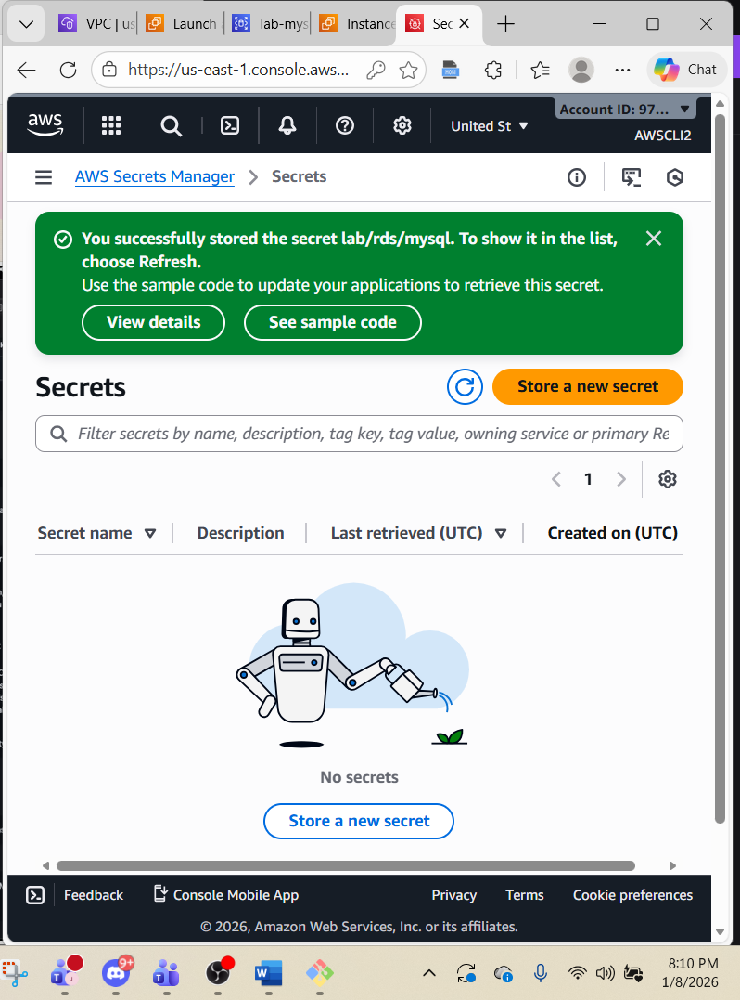 VPC | us
Launch
lab-mys
Instance
Sec
https://us-east-1.console.aws...
Chat
aws
United St
Account ID: 97...
AWSCLI2
AWS Secrets Manager > Secrets
You successfully stored the secret lab/rds/mysql. To show it in the list,
choose Refresh.
Use the sample code to update your applications to retrieve this secret.
View details
See sample code
Secrets
Store a new secret
Filter secrets by name, description, tag key, tag value, owning service or primary Re
1
Secret name
Description
Last retrieved (UTC)
Created on (UTC)
No secrets
Store a new secret
Feedback
Console Mobile App
Privacy
Terms
Cookie preferences
© 2026, Amazon Web Services, Inc. or its affiliates.
9+
8:10 PM
1/8/2026